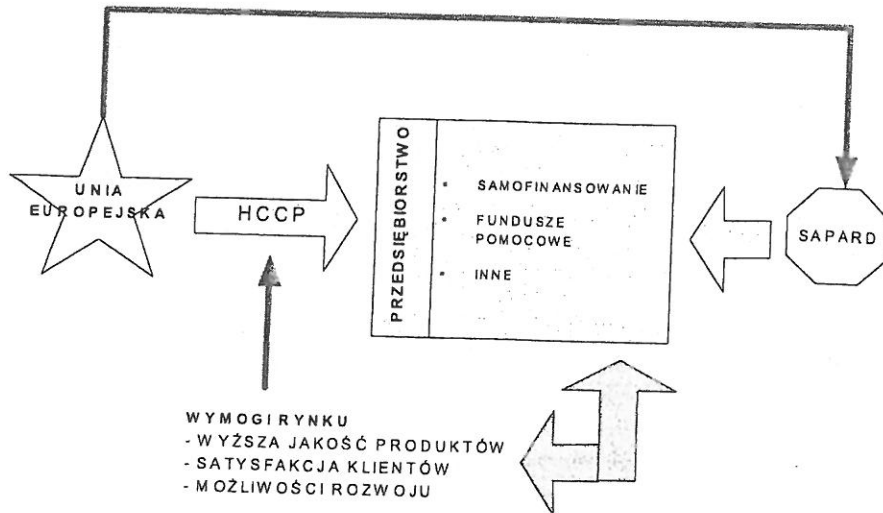 UNIA
EUROPEJSKA
HCCP
PRZEDSIĘBIORSTWO
▪ SAMOFINANSOWANIE
▪ FUNDUSZE
POMOCOWE
▪ INNE
SAPARD
WYMOGI RYNKU
- WYŻSZA JAKOŚĆ PRODUKTÓW
- SATYSFAKCJA KLIENTÓW
- MOŻLIWOŚCI ROZWOJU